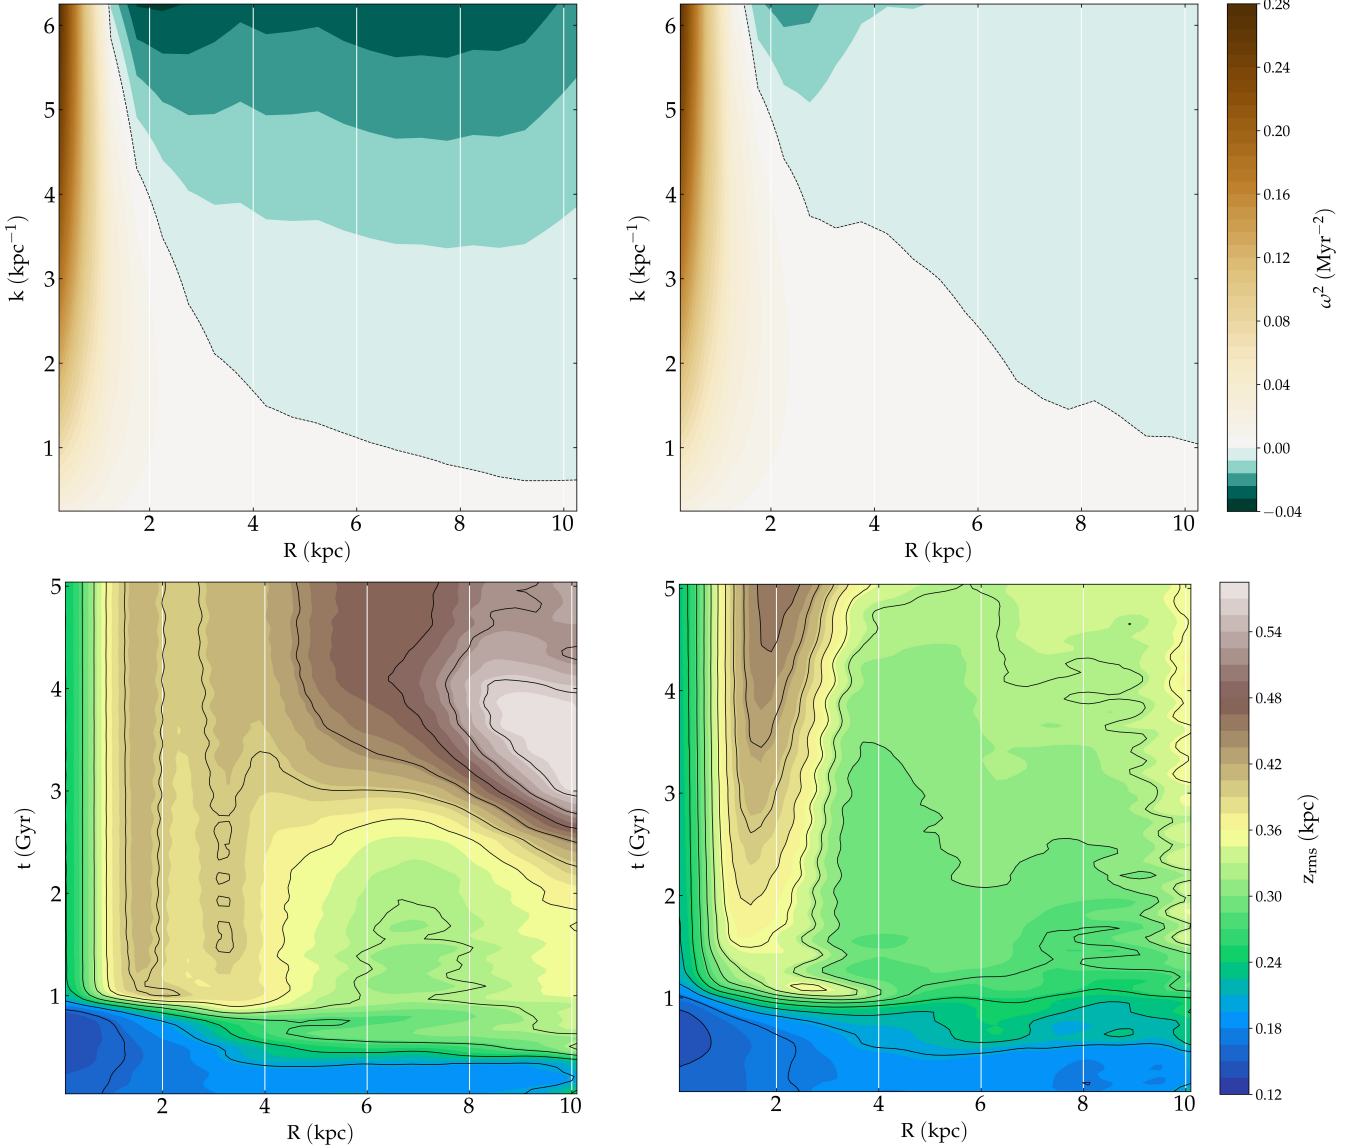 6
5
4
3
2
1
k (kpc⁻¹)
2 4 6 8 10
R (kpc)
6
5
4
3
2
1
k (kpc⁻¹)
2 4 6 8 10
R (kpc)
0.28
0.24
0.20
0.16
0.12
0.08
0.04
0.00
−0.04
ω² (Myr⁻²)
5
4
3
2
1
t (Gyr)
2 4 6 8 10
R (kpc)
5
4
3
2
1
t (Gyr)
2 4 6 8 10
R (kpc)
0.54
0.48
0.42
0.36
0.30
0.24
0.18
0.12
z_rms (kpc)